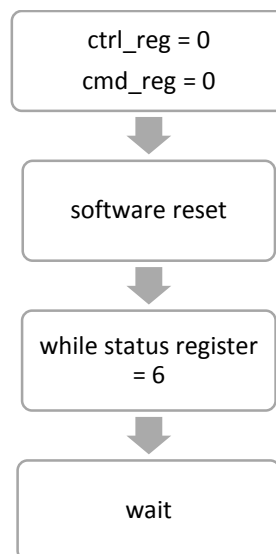 ctrl_reg = 0
cmd_reg = 0
software reset
while status register
= 6
wait